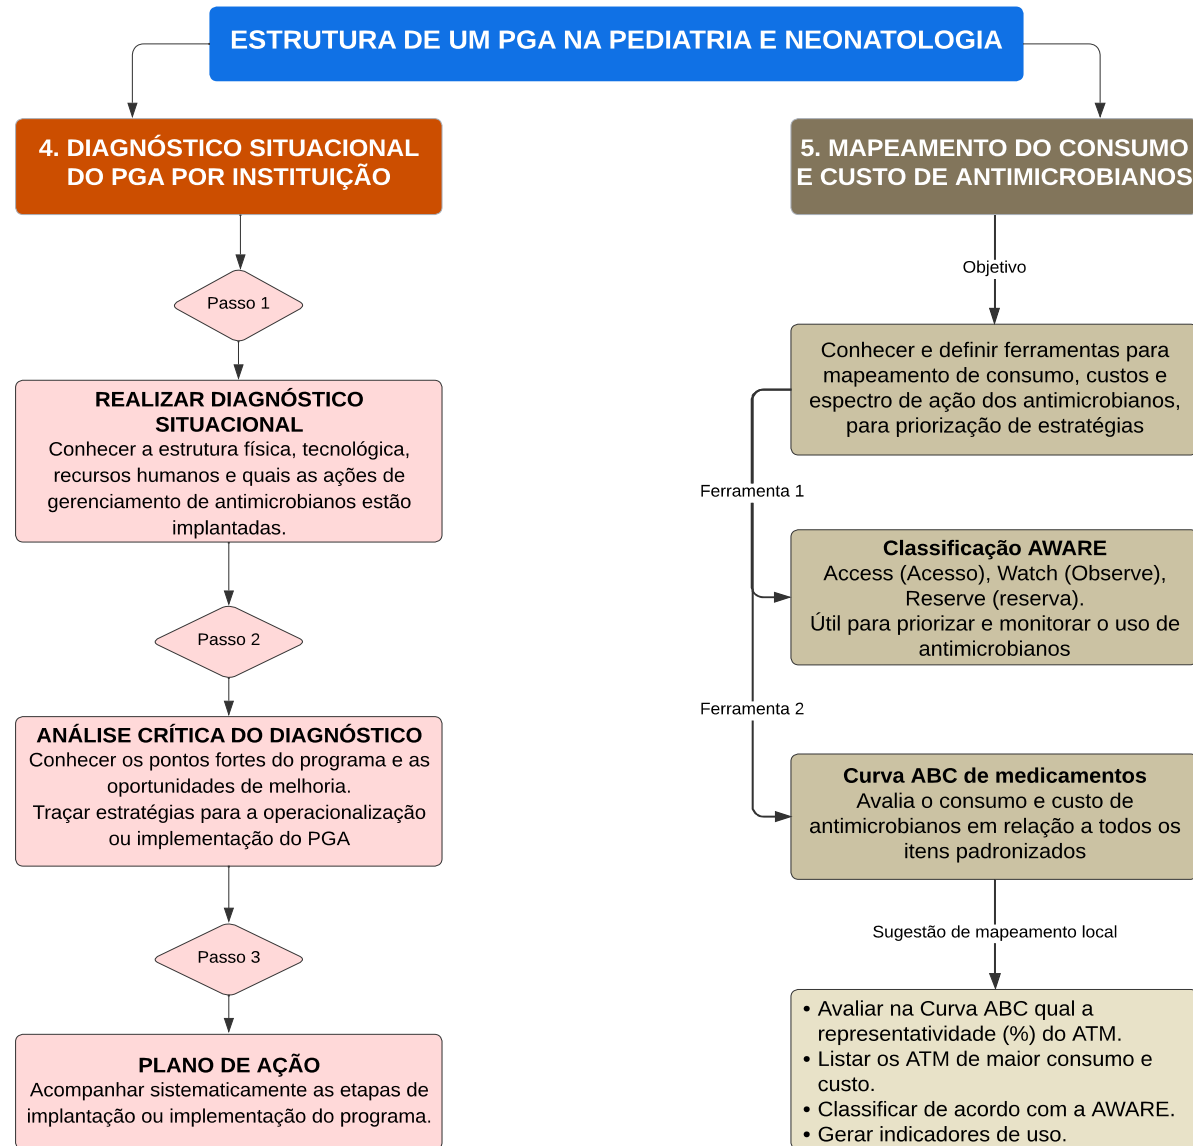 ESTRUTURA DE UM PGA NA PEDIATRIA E NEONATOLOGIA
4. DIAGNÓSTICO SITUACIONAL
DO PGA POR INSTITUIÇÃO
Passo 1
REALIZAR DIAGNÓSTICO
SITUACIONAL
Conhecer a estrutura física, tecnológica,
recursos humanos e quais as ações de
gerenciamento de antimicrobianos estão
implantadas.
Passo 2
ANÁLISE CRÍTICA DO DIAGNÓSTICO
Conhecer os pontos fortes do programa e as
oportunidades de melhoria.
Traçar estratégias para a operacionalização
ou implementação do PGA
Passo 3
PLANO DE AÇÃO
Acompanhar sistematicamente as etapas de
implantação ou implementação do programa.
5. MAPEAMENTO DO CONSUMO
E CUSTO DE ANTIMICROBIANOS
Objetivo
Conhecer e definir ferramentas para
mapeamento de consumo, custos e
espectro de ação dos antimicrobianos,
para priorização de estratégias
Ferramenta 1
Classificação AWARE
Access (Acesso), Watch (Observe),
Reserve (reserva).
Útil para priorizar e monitorar o uso de
antimicrobianos
Ferramenta 2
Curva ABC de medicamentos
Avalia o consumo e custo de
antimicrobianos em relação a todos os
itens padronizados
Sugestão de mapeamento local
• Avaliar na Curva ABC qual a
representatividade (%) do ATM.
• Listar os ATM de maior consumo e
custo.
• Classificar de acordo com a AWARE.
• Gerar indicadores de uso.